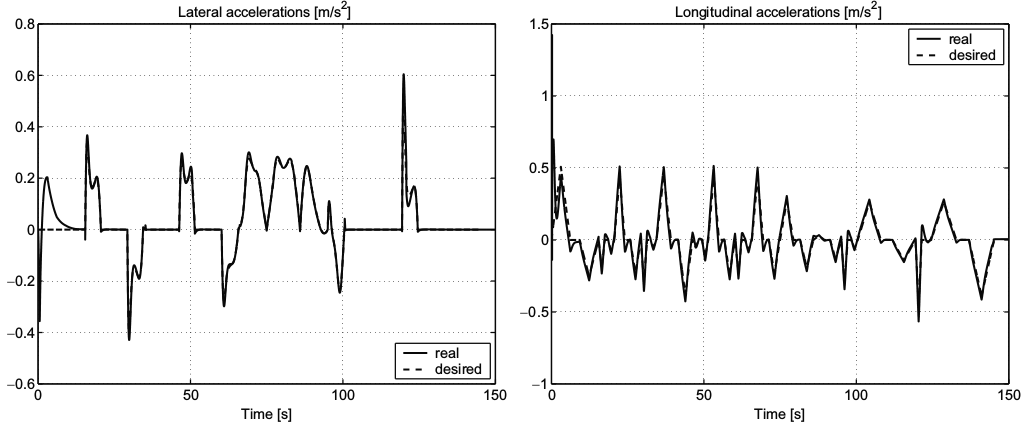 Lateral accelerations [m/s²]
0.8
0.6
0.4
0.2
0
−0.2
−0.4
−0.6
0
50
100
150
Time [s]
real
desired
Longitudinal accelerations [m/s²]
1.5
1
0.5
0
−0.5
−1
0
50
100
150
Time [s]
real
desired